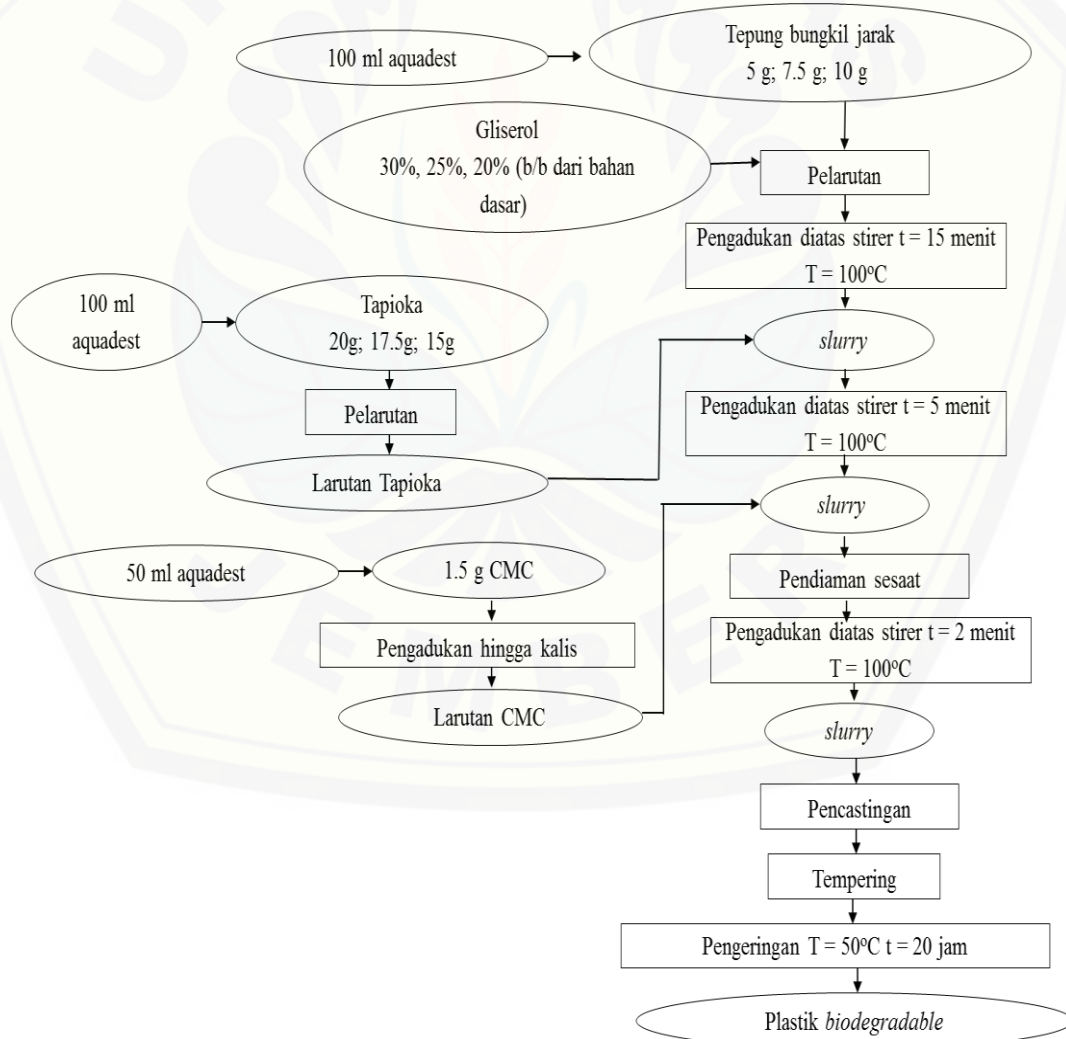 Tepung bungkil jarak
5 g; 7.5 g; 10 g
100 ml aquadest
Gliserol
30%, 25%, 20% (b/b dari bahan
dasar)
Pelarutan
Pengadukan diatas stirer t = 15 menit
T = 100°C
100 ml
aquadest
Tapioka
20g; 17.5g; 15g
slurry
Pelarutan
Pengadukan diatas stirer t = 5 menit
T = 100°C
Larutan Tapioka
slurry
50 ml aquadest
1.5 g CMC
Pendiaman sesaat
Pengadukan hingga kalis
Pengadukan diatas stirer t = 2 menit
T = 100°C
Larutan CMC
slurry
Pencastingan
Tempering
Pengeringan T = 50°C t = 20 jam
Plastik biodegradable